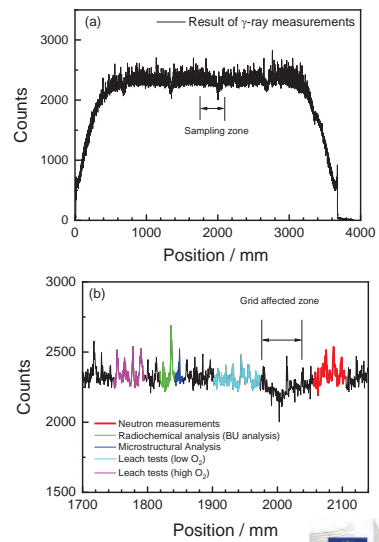 (a)
Result of γ-ray measurements
3000
2000
1000
0
Counts
Sampling zone
0 1000 2000 3000 4000
Position / mm
(b)
Grid affected zone
3000
2500
2000
1500
Counts
Neutron measurements
Radiochemical analysis (BU analysis)
Microstructural Analysis
Leach tests (low O₂)
Leach tests (high O₂)
1700 1800 1900 2000 2100
Position / mm